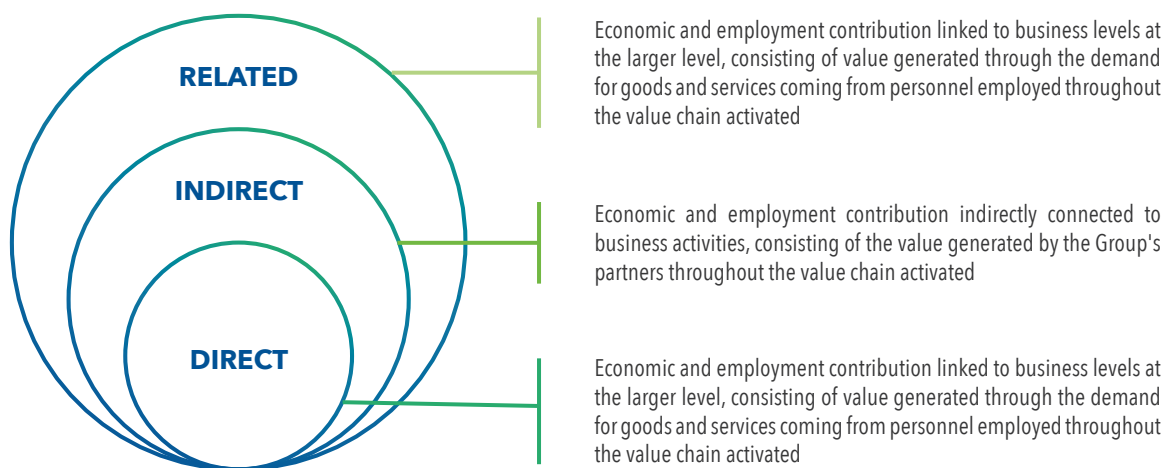 RELATED
Economic and employment contribution linked to business levels at
the larger level, consisting of value generated through the demand
for goods and services coming from personnel employed throughout
the value chain activated
INDIRECT
Economic and employment contribution indirectly connected to
business activities, consisting of the value generated by the Group's
partners throughout the value chain activated
DIRECT
Economic and employment contribution linked to business levels at
the larger level, consisting of value generated through the demand
for goods and services coming from personnel employed throughout
the value chain activated